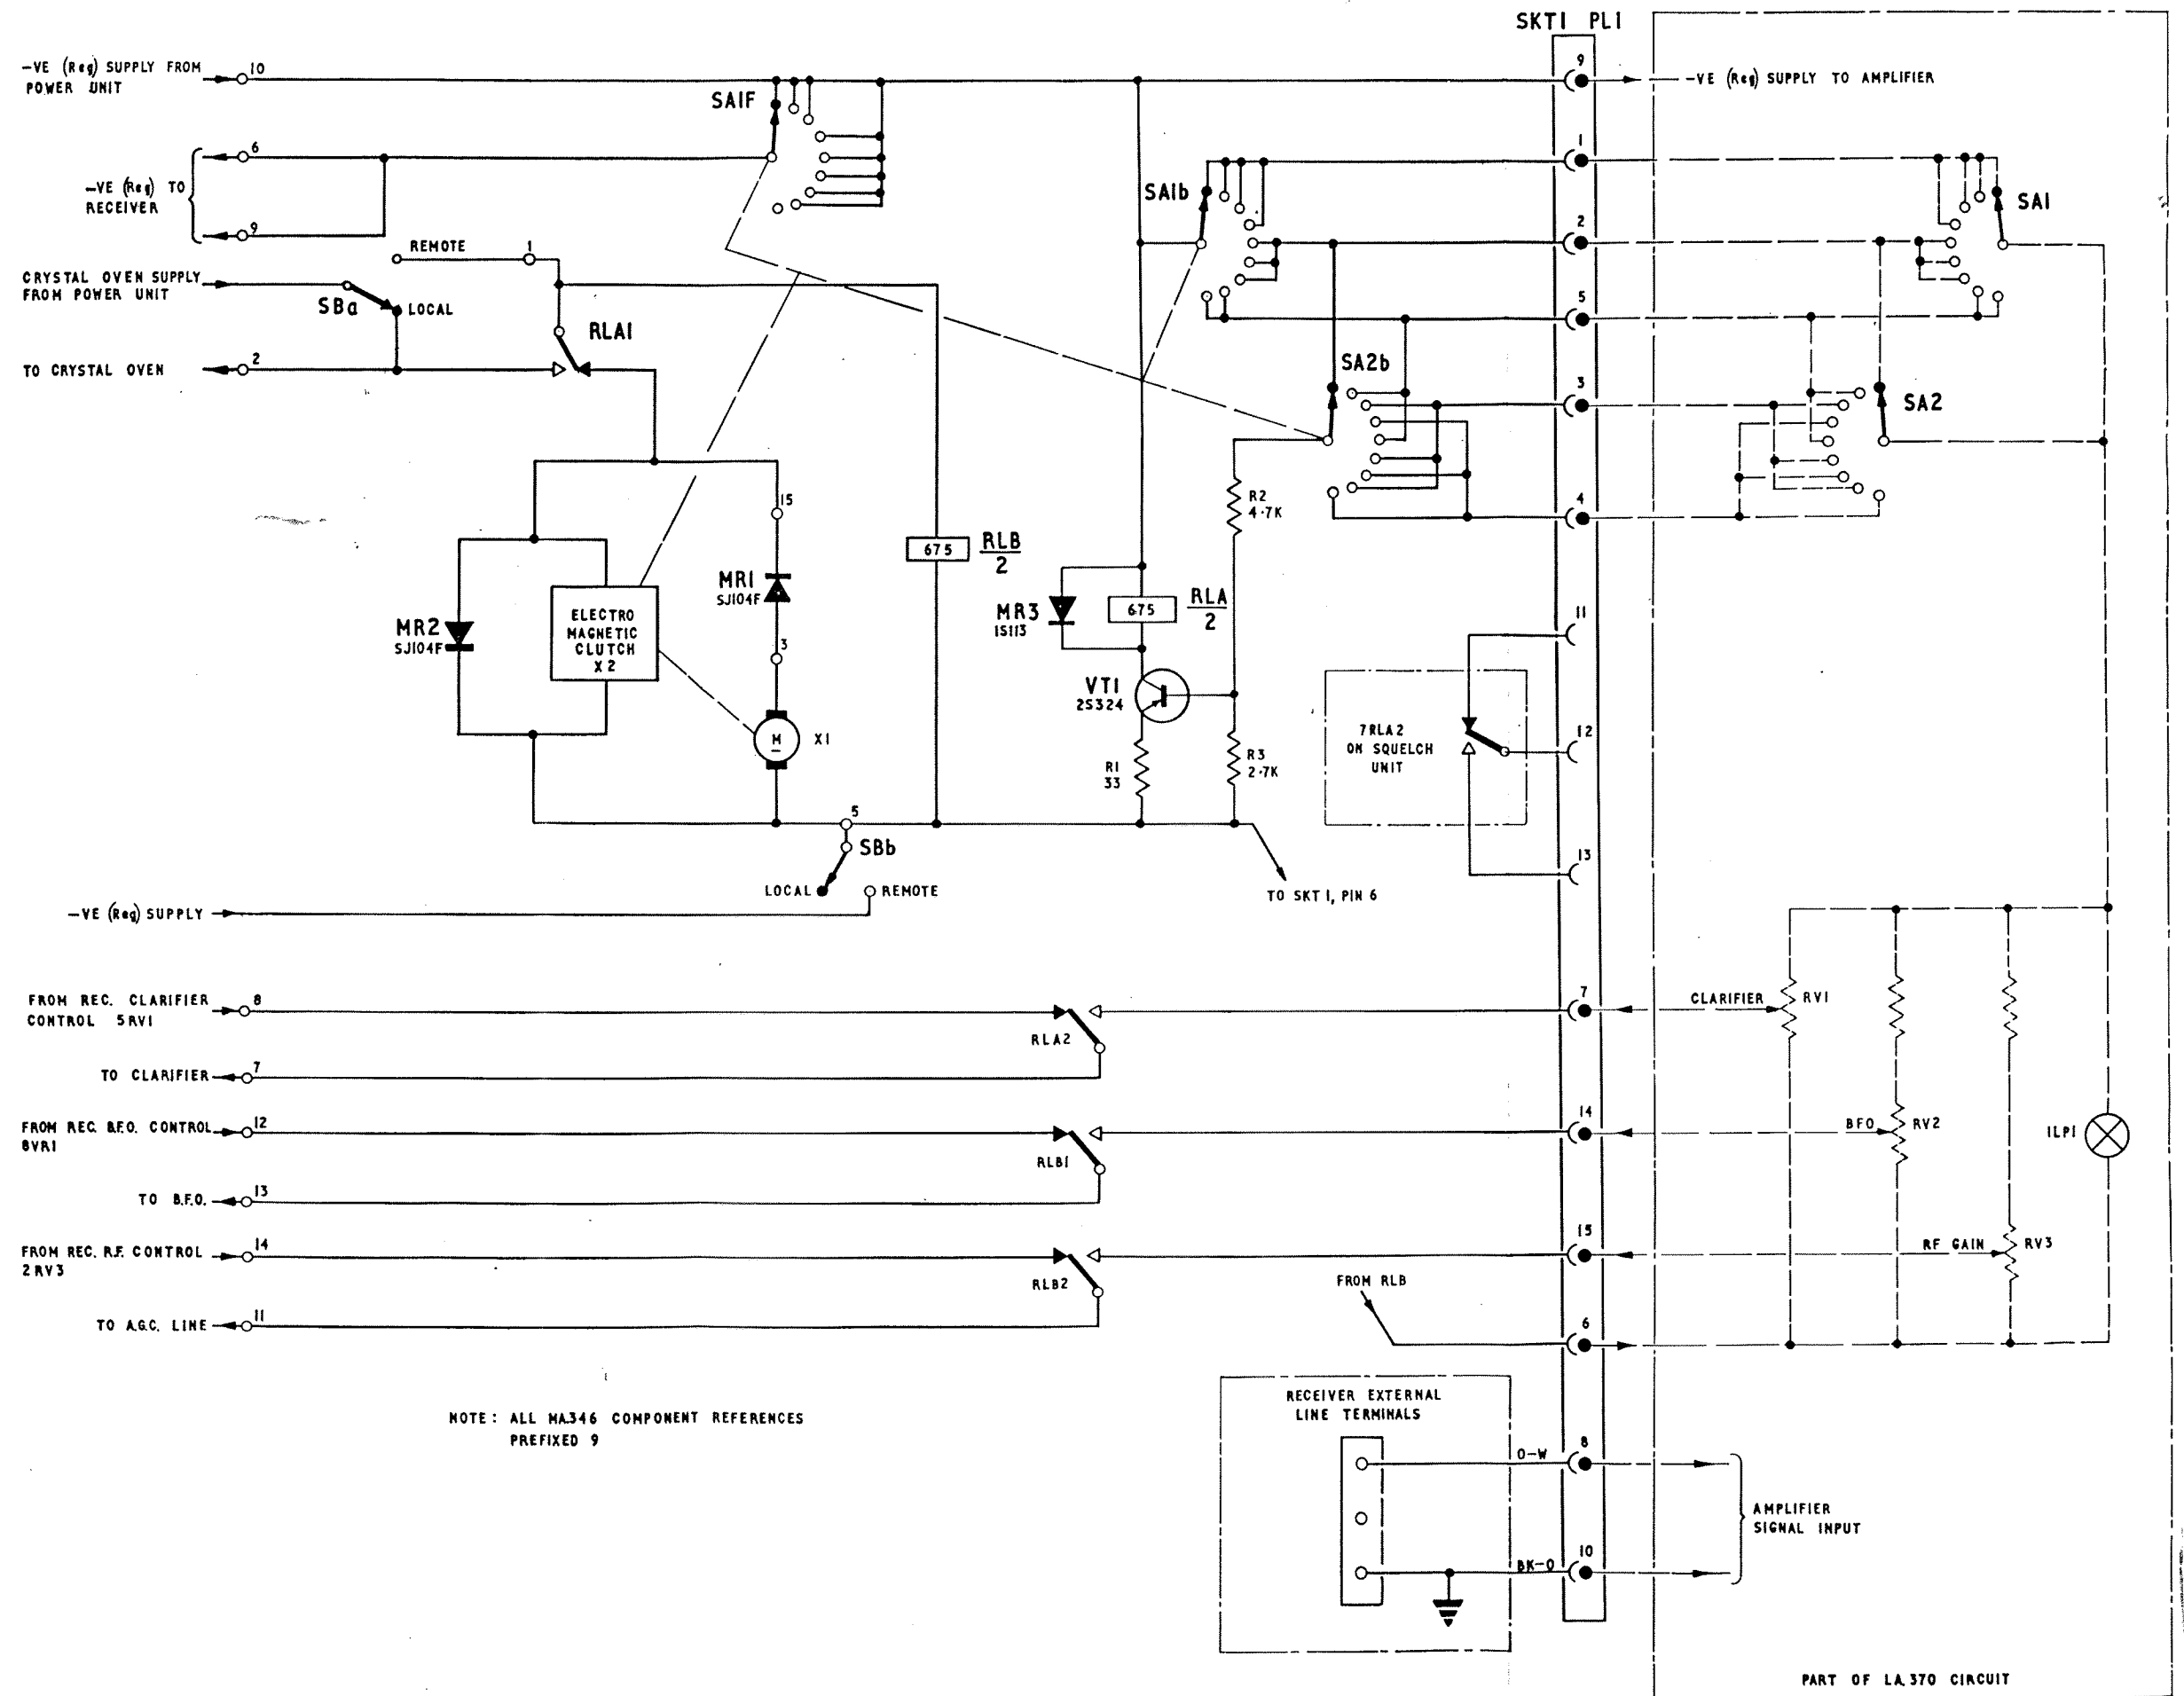 SKT1 PL1
-VE (Reg) SUPPLY FROM
POWER UNIT
10
9
-VE (Reg) SUPPLY TO AMPLIFIER
SA1F
6
-VE (Reg) TO
RECEIVER
9
1
SA1b
SA1
2
REMOTE
1
CRYSTAL OVEN SUPPLY
FROM POWER UNIT
SBa
LOCAL
RLA1
5
SA2b
TO CRYSTAL OVEN
2
3
SA2
15
R2
4·7K
4
675
RLB
2
MR1
SJ104F
MR2
SJ104F
ELECTRO
MAGNETIC
CLUTCH
X2
MR3
1S113
675
RLA
2
11
3
VT1
2S324
7RLA2
ON SQUELCH
UNIT
12
M
X1
R1
33
R3
2·7K
5
SBb
13
LOCAL
REMOTE
TO SKT 1, PIN 6
-VE (Reg) SUPPLY
FROM REC. CLARIFIER
CONTROL 5RV1
8
7
CLARIFIER
RV1
RLA2
TO CLARIFIER
7
FROM REC. B.F.O. CONTROL
8VR1
12
14
BFO
RV2
ILP1
RLB1
TO B.F.O.
13
FROM REC. R.F. CONTROL
2RV3
14
15
RF GAIN
RV3
RLB2
FROM RLB
TO A.G.C. LINE
11
6
RECEIVER EXTERNAL
LINE TERMINALS
NOTE: ALL MA.346 COMPONENT REFERENCES
PREFIXED 9
O-W
8
AMPLIFIER
SIGNAL INPUT
BK-O
10
PART OF LA.370 CIRCUIT